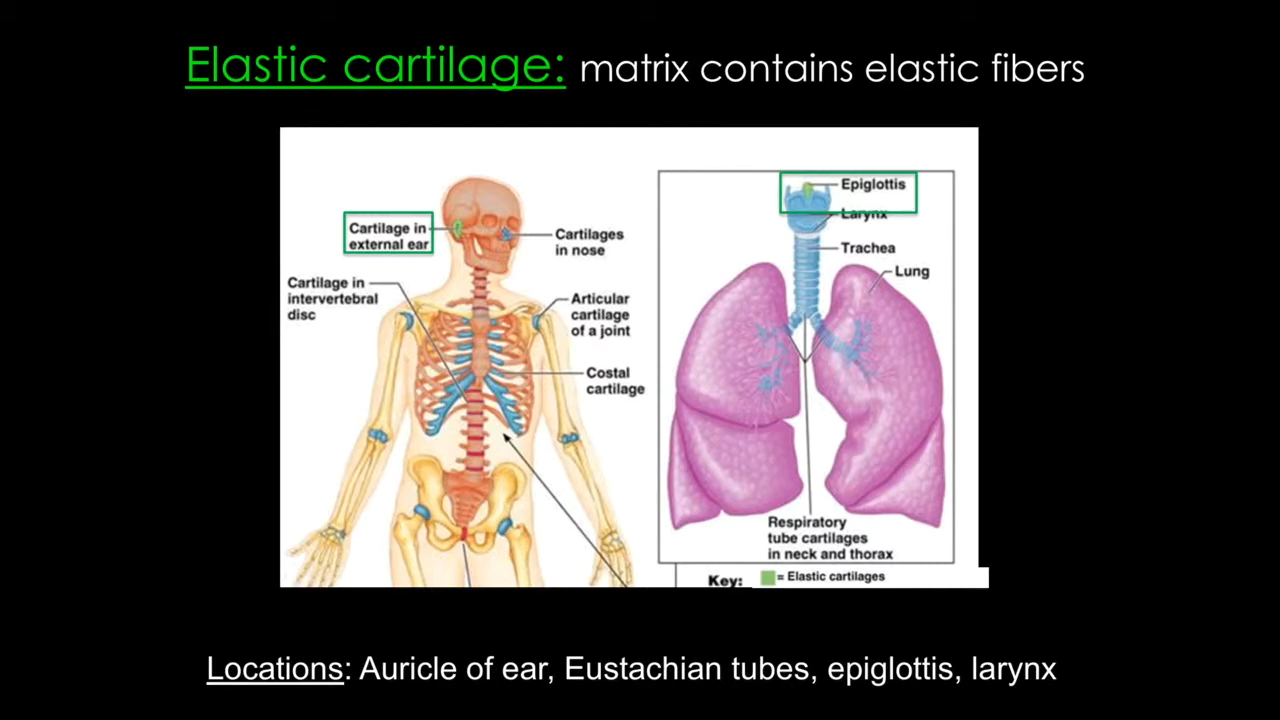 Elastic cartilage: matrix contains elastic fibers
Cartilage in
external ear
Cartilages
in nose
Cartilage in
intervertebral
disc
Articular
cartilage
of a joint
Costal
cartilage
Epiglottis
Larynx
Trachea
Lung
Respiratory
tube cartilages
in neck and thorax
Key: = Elastic cartilages
Locations: Auricle of ear, Eustachian tubes, epiglottis, larynx